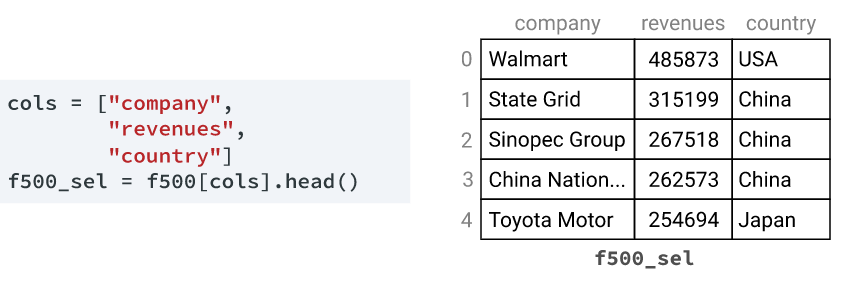 cols = ["company",
"revenues",
"country"]
f500_sel = f500[cols].head()
company revenues country
0 Walmart 485873 USA
1 State Grid 315199 China
2 Sinopec Group 267518 China
3 China Nation... 262573 China
4 Toyota Motor 254694 Japan
f500_sel